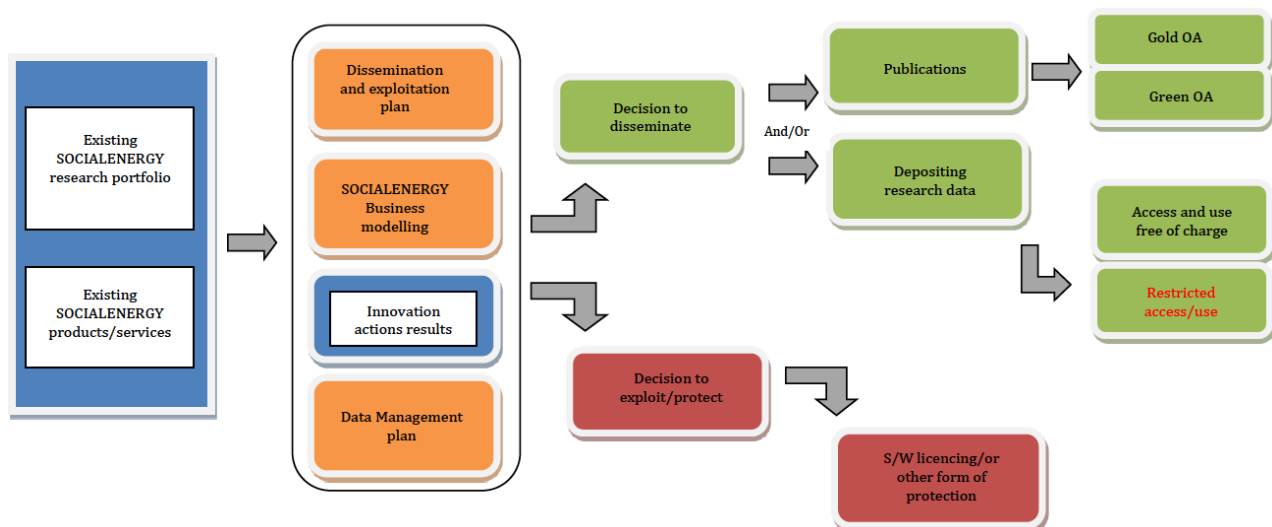 Existing
SOCIALENERGY
research portfolio
Existing
SOCIALENERGY
products/services
Dissemination
and exploitation
plan
SOCIALENERGY
Business
modelling
Innovation
actions results
Data Management
plan
Decision to
disseminate
And/Or
Publications
Depositing
research data
Gold OA
Green OA
Access and use
free of charge
Restricted
access/use
Decision to
exploit/protect
S/W licencing/or
other form of
protection